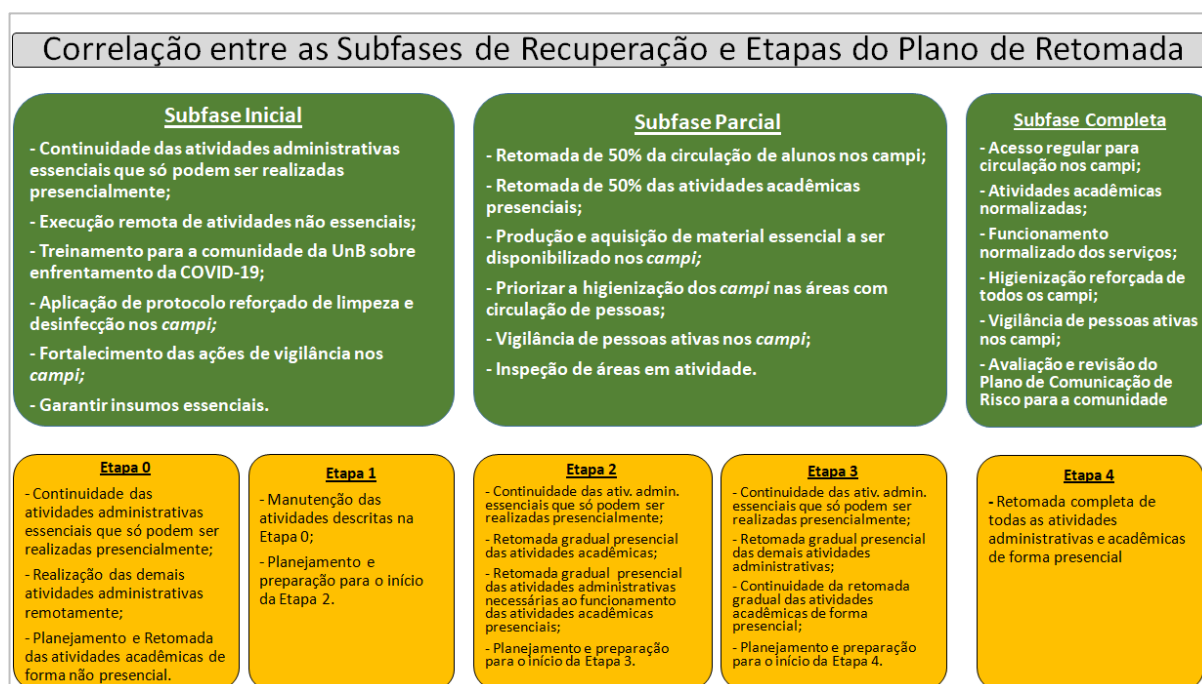 Correlação entre as Subfases de Recuperação e Etapas do Plano de Retomada
Subfase Inicial
- Continuidade das atividades administrativas
essenciais que só podem ser realizadas
presencialmente;
- Execução remota de atividades não essenciais;
- Treinamento para a comunidade da UnB sobre
enfrentamento da COVID-19;
- Aplicação de protocolo reforçado de limpeza e
desinfecção nos campi;
- Fortalecimento das ações de vigilância nos
campi;
- Garantir insumos essenciais.
Subfase Parcial
- Retomada de 50% da circulação de alunos nos campi;
- Retomada de 50% das atividades acadêmicas
presenciais;
- Produção e aquisição de material essencial a ser
disponibilizado nos campi;
- Priorizar a higienização dos campi nas áreas com
circulação de pessoas;
- Vigilância de pessoas ativas nos campi;
- Inspeção de áreas em atividade.
Subfase Completa
- Acesso regular para
circulação nos campi;
- Atividades acadêmicas
normalizadas;
- Funcionamento
normalizado dos serviços;
- Higienização reforçada de
todos os campi;
- Vigilância de pessoas ativas
nos campi;
- Avaliação e revisão do
Plano de Comunicação de
Risco para a comunidade
Etapa 0
- Continuidade das
atividades administrativas
essenciais que só podem ser
realizadas presencialmente;
- Realização das demais
atividades administrativas
remotamente;
- Planejamento e Retomada
das atividades acadêmicas de
forma não presencial.
Etapa 1
- Manutenção das
atividades descritas na
Etapa 0;
- Planejamento e
preparação para o início
da Etapa 2.
Etapa 2
- Continuidade das ativ. admin.
essenciais que só podem ser
realizadas presencialmente;
- Retomada gradual presencial
das atividades acadêmicas;
- Retomada gradual presencial
das atividades administrativas
necessárias ao funcionamento
das atividades acadêmicas
presenciais;
- Planejamento e preparação
para o início da Etapa 3.
Etapa 3
- Continuidade das ativ. admin.
essenciais que só podem ser
realizadas presencialmente;
- Retomada gradual presencial
das demais atividades
administrativas;
- Continuidade da retomada
gradual das atividades
acadêmicas de forma
presencial;
- Planejamento e preparação
para o início da Etapa 4.
Etapa 4
- Retomada completa de
todas as atividades
administrativas e acadêmicas
de forma presencial